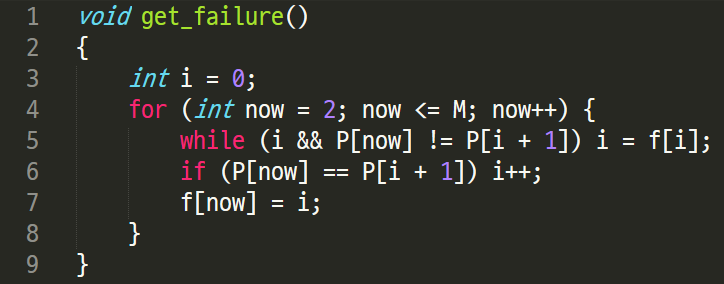 1 void get_failure()
2 {
3     int i = 0;
4     for (int now = 2; now <= M; now++) {
5         while (i && P[now] != P[i + 1]) i = f[i];
6         if (P[now] == P[i + 1]) i++;
7         f[now] = i;
8     }
9 }